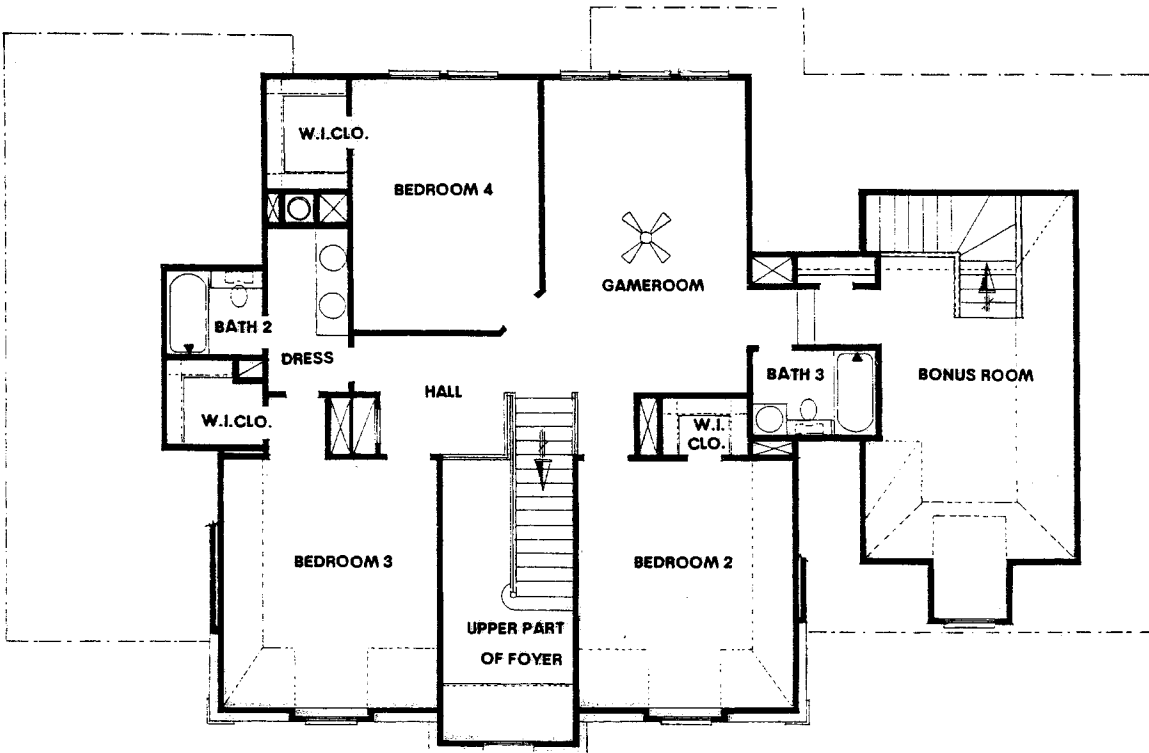 W.I.CLO.
BEDROOM 4
GAMEROOM
BATH 2
DRESS
HALL
BATH 3
BONUS ROOM
W.I.CLO.
W.I.
CLO.
BEDROOM 3
BEDROOM 2
UPPER PART
OF FOYER